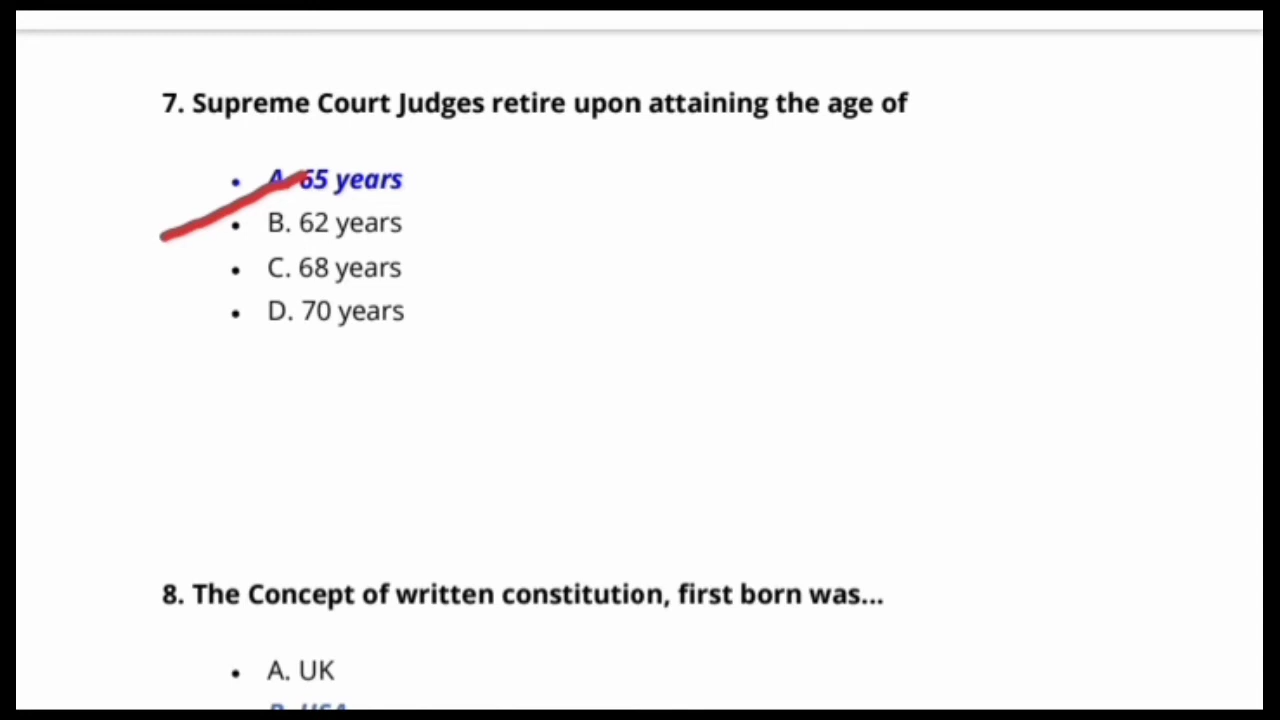 7. Supreme Court Judges retire upon attaining the age of
A. 65 years
B. 62 years
C. 68 years
D. 70 years
8. The Concept of written constitution, first born was...
A. UK
B. USA